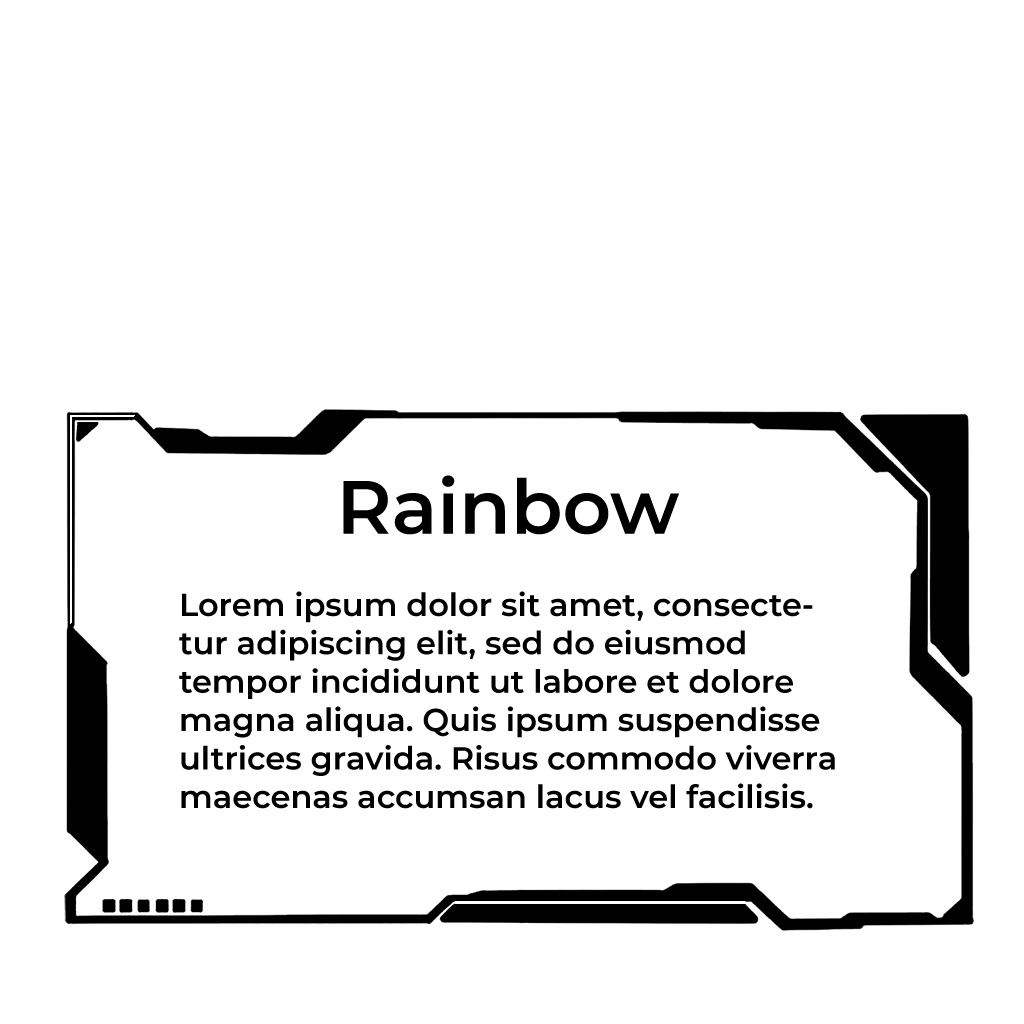 Rainbow
Lorem ipsum dolor sit amet, consecte-
tur adipiscing elit, sed do eiusmod
tempor incididunt ut labore et dolore
magna aliqua. Quis ipsum suspendisse
ultrices gravida. Risus commodo viverra
maecenas accumsan lacus vel facilisis.